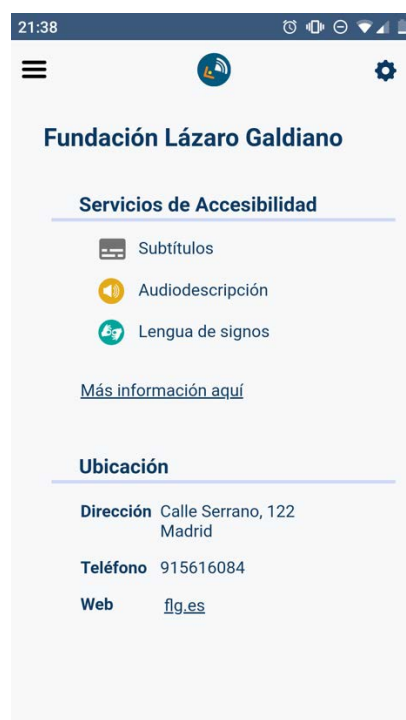 21:38
Fundación Lázaro Galdiano
Servicios de Accesibilidad
Subtítulos
Audiodescripción
Lengua de signos
Más información aquí
Ubicación
Dirección Calle Serrano, 122
Madrid
Teléfono 915616084
Web flg.es